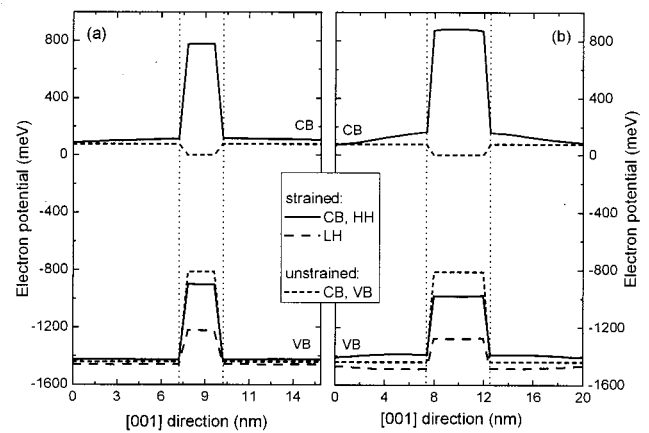 (a)
(b)
800
400
0
-400
-800
-1200
-1600
Electron potential (meV)
CB
CB
VB
VB
strained:
CB, HH
LH
unstrained:
CB, VB
800
400
0
-400
-800
-1200
-1600
Electron potential (meV)
0 3 6 9 12
0 4 8 12 16 20
[001] direction (nm)
[001] direction (nm)